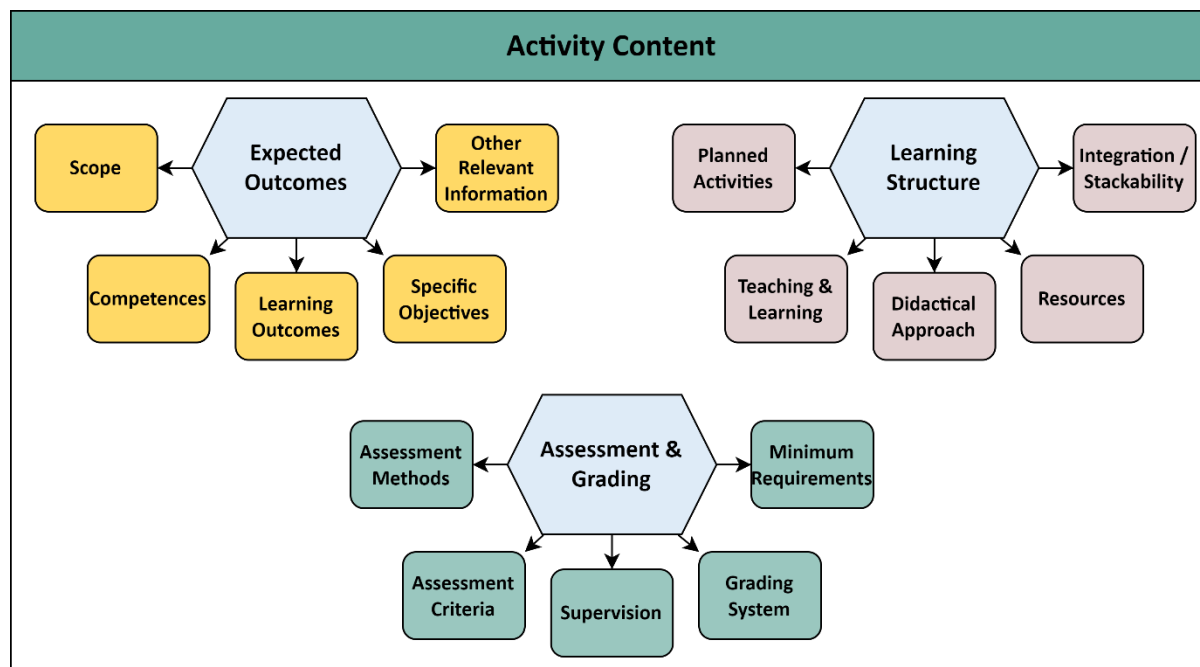 Activity Content
Scope
Expected
Outcomes
Other
Relevant
Information
Competences
Learning
Outcomes
Specific
Objectives
Planned
Activities
Learning
Structure
Integration /
Stackability
Teaching &
Learning
Didactical
Approach
Resources
Assessment
Methods
Assessment &
Grading
Minimum
Requirements
Assessment
Criteria
Supervision
Grading
System